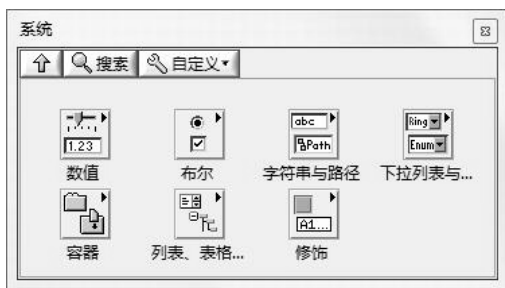 系统
搜索 自定义
1.23
abc
Path
Ring
Enum
数值 布尔 字符串与路径 下拉列表与...
A1...
容器 列表、表格... 修饰